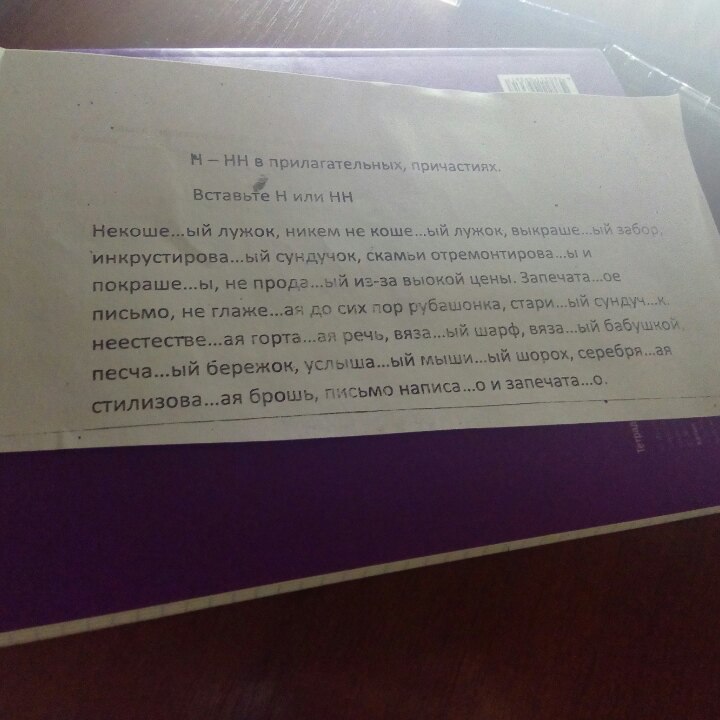 Н – НН в прилагательных, причастиях.
Вставьте Н или НН
Некоше...ый лужок, никем не коше...ый лужок, выкраше...ый забор,
инкрустирова...ый сундучок, скамьи отремонтирова...ы и
покраше...ы, не прода...ый из-за выокой цены. Запечата...ое
письмо, не глаже...ая до сих пор рубашонка, стари...ый сундуч...к,
неестестве...ая горта...ая речь, вяза...ый шарф, вяза...ый бабушкой,
песча...ый бережок, услыша...ый мыши...ый шорох, серебря...ая
стилизова...ая брошь, письмо написа...о и запечата...о.